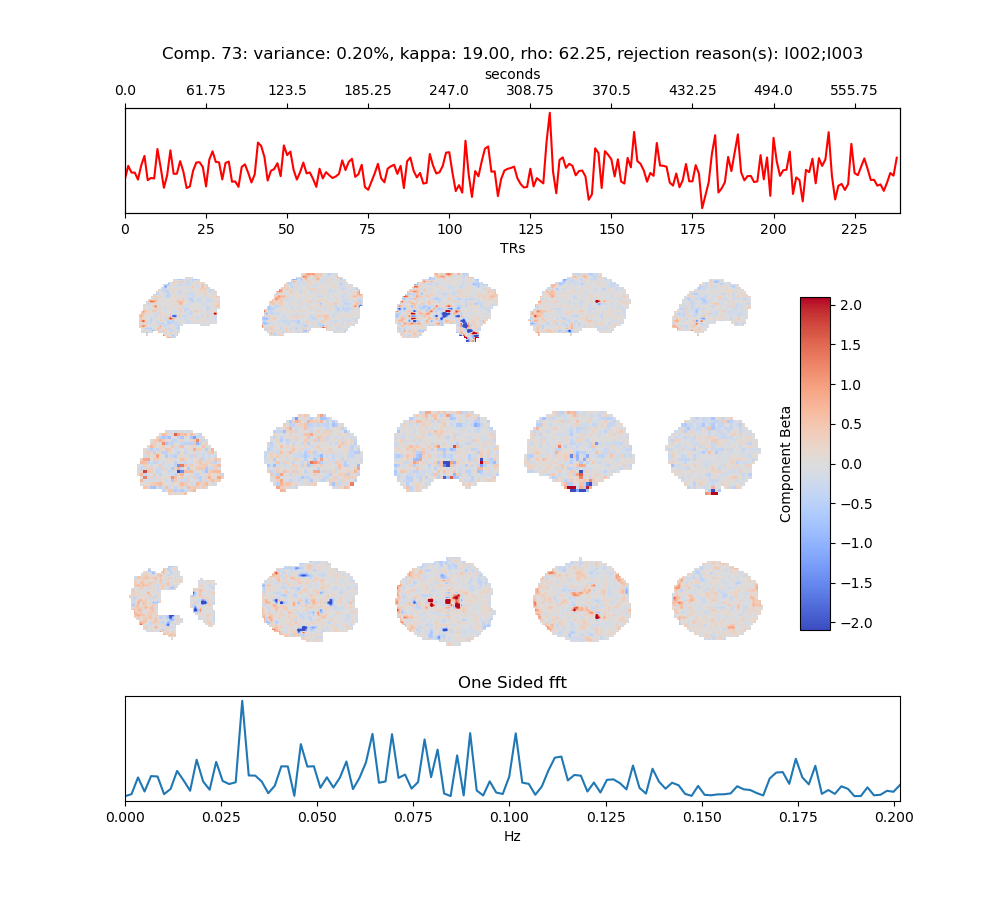 Comp. 73: variance: 0.20%, kappa: 19.00, rho: 62.25, rejection reason(s): I002;I003
seconds
0.0 61.75 123.5 185.25 247.0 308.75 370.5 432.25 494.0 555.75
0 25 50 75 100 125 150 175 200 225
TRs
2.0
1.5
1.0
0.5
0.0
−0.5
−1.0
−1.5
−2.0
Component Beta
One Sided fft
0.000 0.025 0.050 0.075 0.100 0.125 0.150 0.175 0.200
Hz